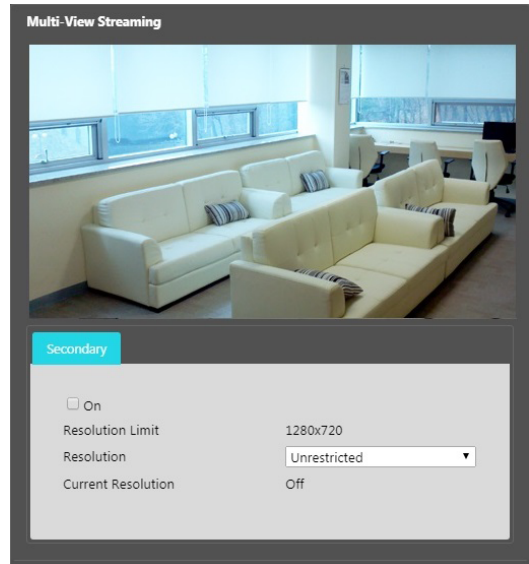 Multi-View Streaming
Secondary
On
Resolution Limit 1280x720
Resolution Unrestricted
Current Resolution Off